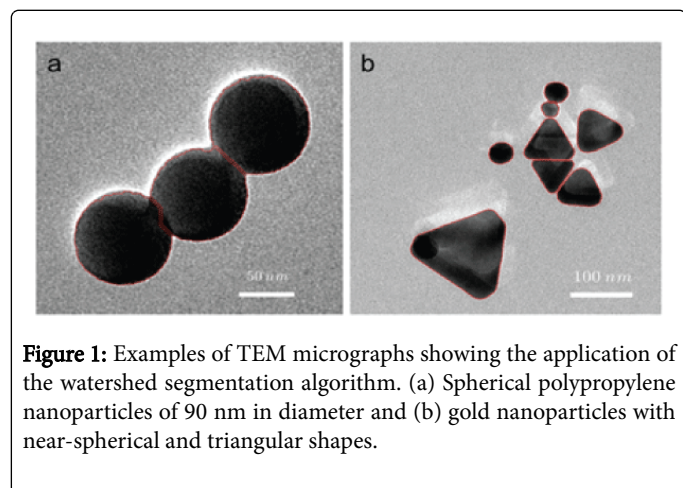 a
b
50 nm
100 nm
Figure 1: Examples of TEM micrographs showing the application of
the watershed segmentation algorithm. (a) Spherical polypropylene
nanoparticles of 90 nm in diameter and (b) gold nanoparticles with
near-spherical and triangular shapes.